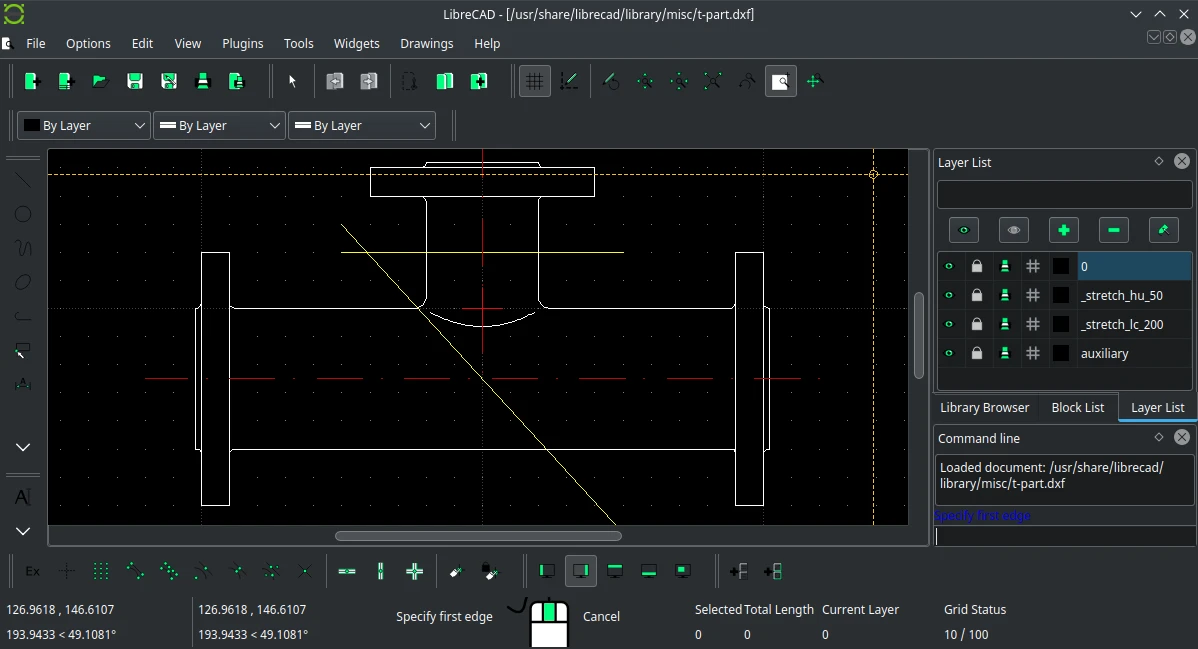 LibreCAD - [/usr/share/librecad/library/misc/t-part.dxf]
File Options Edit View Plugins Tools Widgets Drawings Help
By Layer By Layer By Layer
Layer List
0
_stretch_hu_50
_stretch_lc_200
auxiliary
Library Browser Block List Layer List
Command line
Loaded document: /usr/share/librecad/
library/misc/t-part.dxf
Specify first edge
Ex
126.9618 , 146.6107 126.9618 , 146.6107 Specify first edge Cancel Selected Total Length Current Layer Grid Status
193.9433 < 49.1081° 193.9433 < 49.1081° 0 0 0 10 / 100